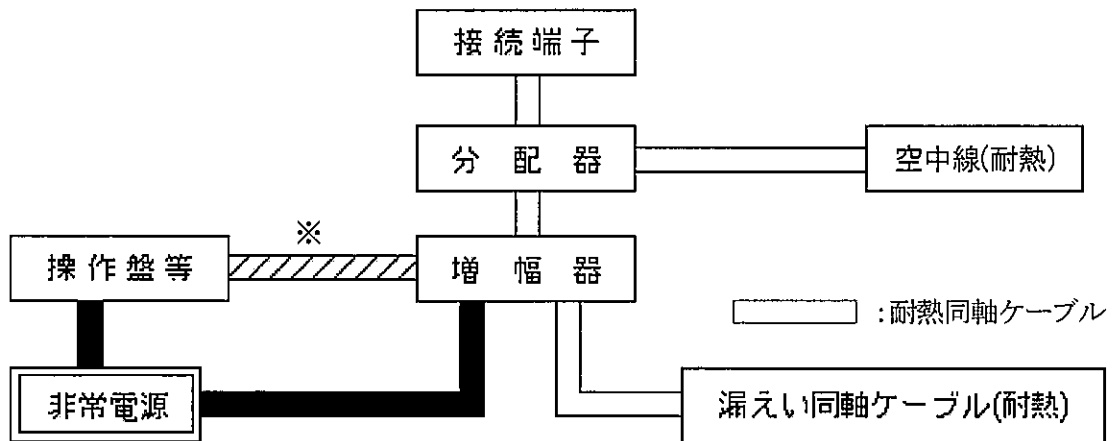 接続端子
分配器
空中線(耐熱)
※
操作盤等
増幅器
:耐熱同軸ケーブル
非常電源
漏えい同軸ケーブル(耐熱)